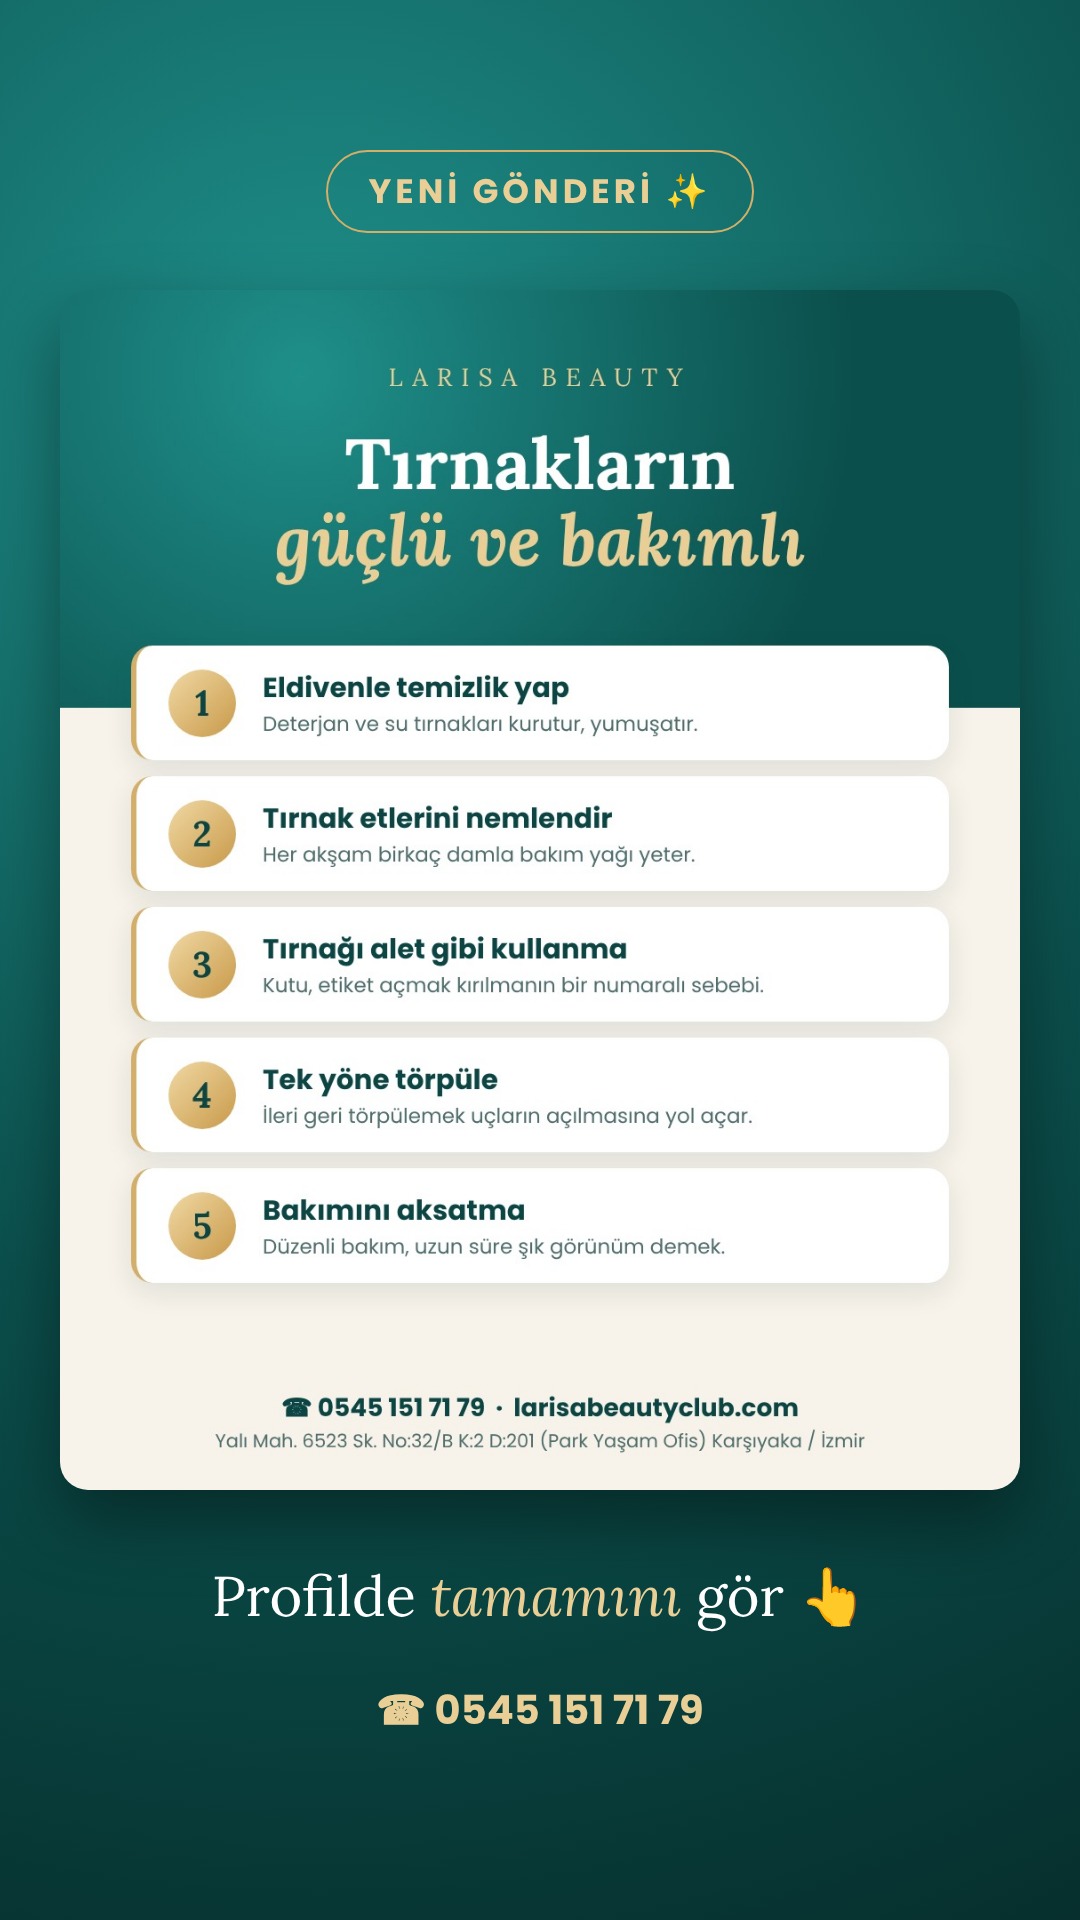 YENİ GÖNDERİ ✨
LARISA BEAUTY
Tırnakların
güçlü ve bakımlı
1
Eldivenle temizlik yap
Deterjan ve su tırnakları kurutur, yumuşatır.
2
Tırnak etlerini nemlendir
Her akşam birkaç damla bakım yağı yeter.
3
Tırnağı alet gibi kullanma
Kutu, etiket açmak kırılmanın bir numaralı sebebi.
4
Tek yöne törpüle
İleri geri törpülemek uçların açılmasına yol açar.
5
Bakımını aksatma
Düzenli bakım, uzun süre şık görünüm demek.
☎ 0545 151 71 79 · larisabeautyclub.com
Yalı Mah. 6523 Sk. No:32/B K:2 D:201 (Park Yaşam Ofis) Karşıyaka / İzmir
Profilde tamamını gör 👆
☎ 0545 151 71 79